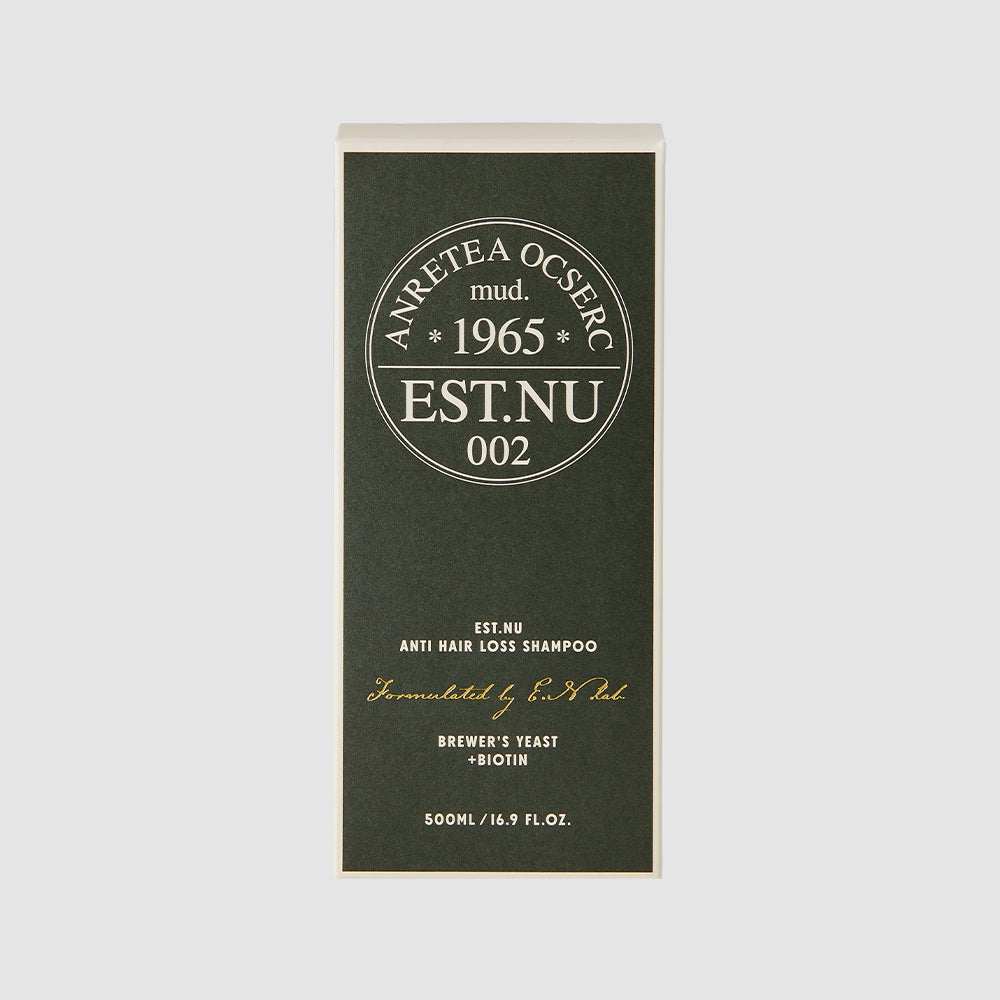 ANRETEA OCSERC
mud.
* 1965 *
EST.NU
002
EST.NU
ANTI HAIR LOSS SHAMPOO
Formulated by E.N lab
BREWER'S YEAST
+BIOTIN
500ML / 16.9 FL.OZ.